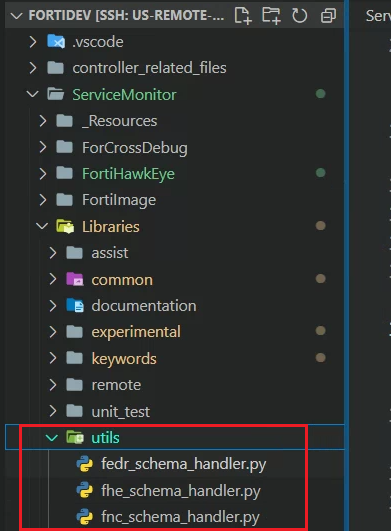 FORTIDEV [SSH: US-REMOTE-...
.vscode
controller_related_files
ServiceMonitor
_Resources
ForCrossDebug
FortiHawkEye
FortiImage
Libraries
assist
common
documentation
experimental
keywords
remote
unit_test
utils
fedr_schema_handler.py
fhe_schema_handler.py
fnc_schema_handler.py
Serv